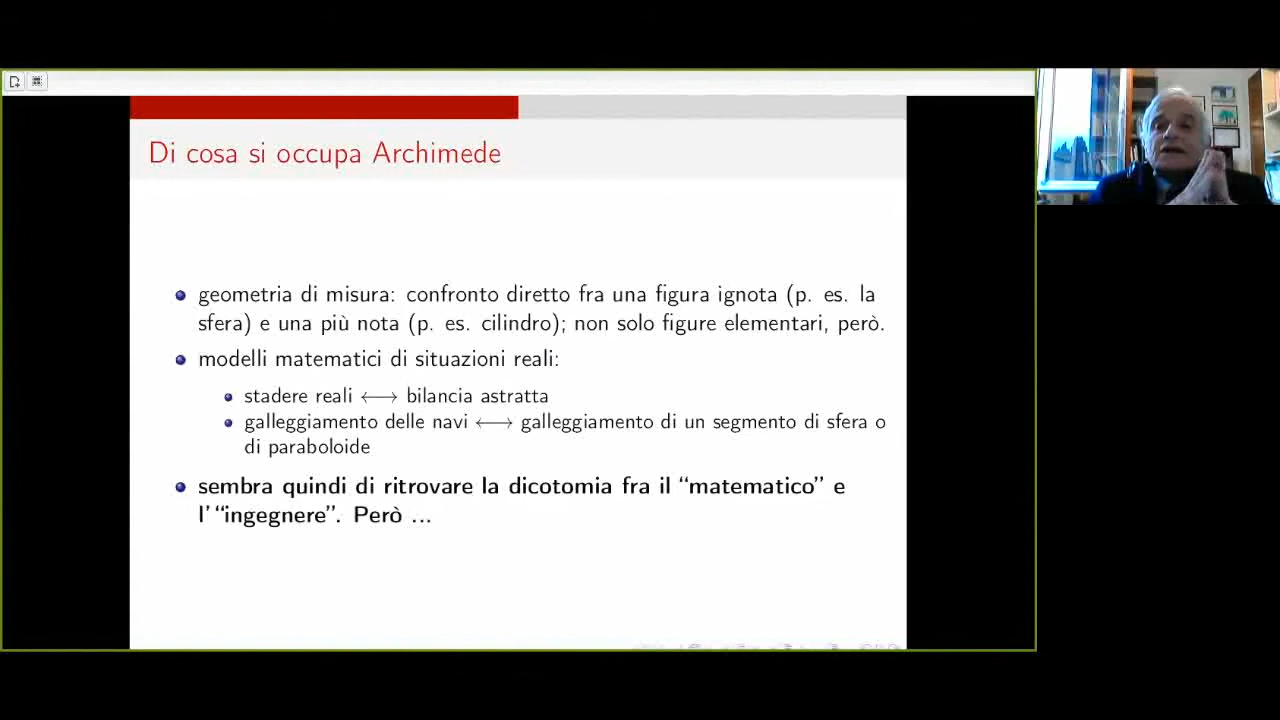 Di cosa si occupa Archimede
geometria di misura: confronto diretto fra una figura ignota (p. es. la
sfera) e una più nota (p. es. cilindro); non solo figure elementari, però.
modelli matematici di situazioni reali:
stadere reali ⟷ bilancia astratta
galleggiamento delle navi ⟷ galleggiamento di un segmento di sfera o
di paraboloide
sembra quindi di ritrovare la dicotomia fra il “matematico” e
l’“ingegnere”. Però ...